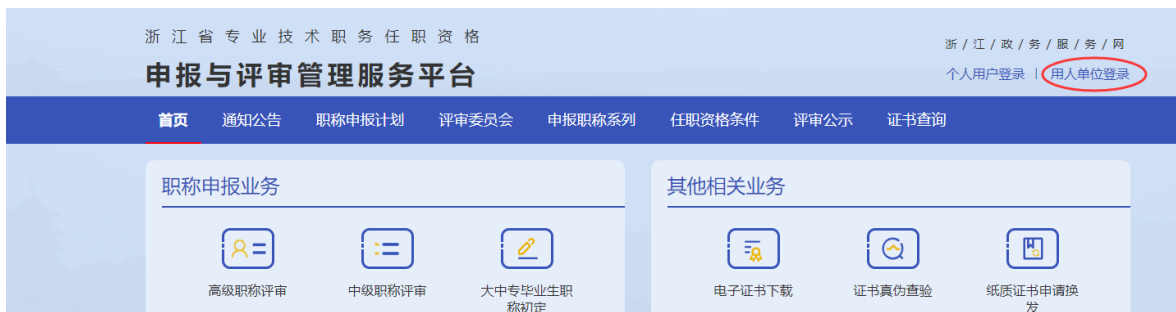 浙江省专业技术职务任职资格
申报与评审管理服务平台
浙/江/政/务/服/务/网
个人用户登录 | 用人单位登录
首页 通知公告 职称申报计划 评审委员会 申报职称系列 任职资格条件 评审公示 证书查询
职称申报业务
高级职称评审 中级职称评审 大中专毕业生职
称初定
其他相关业务
电子证书下载 证书真伪查验 纸质证书申请换
发